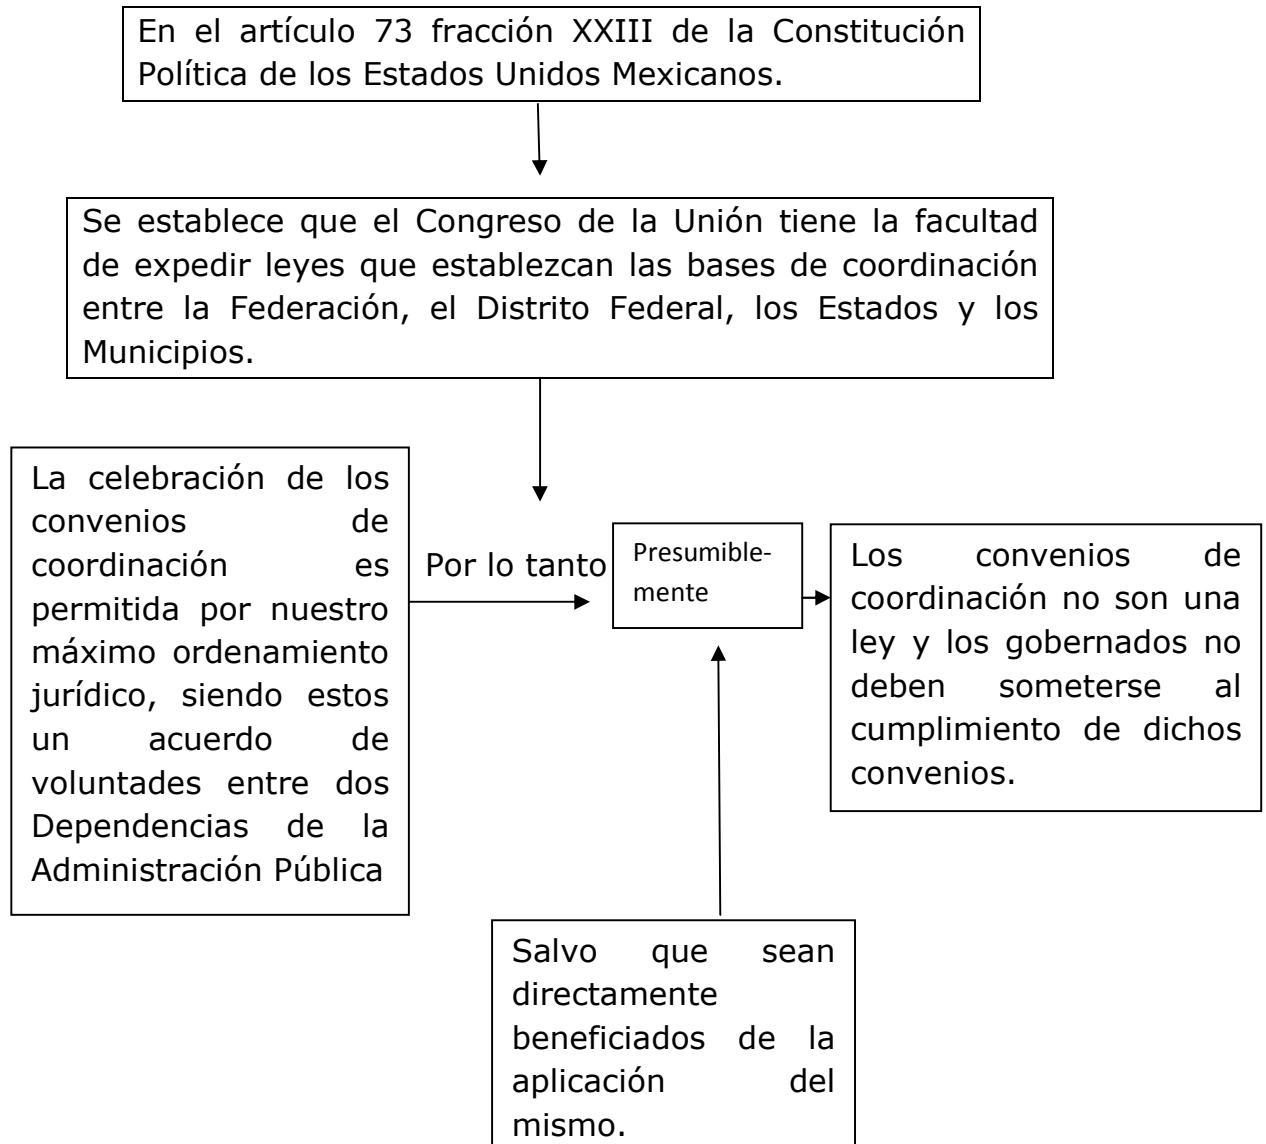 En el artículo 73 fracción XXIII de la Constitución
Política de los Estados Unidos Mexicanos.
Se establece que el Congreso de la Unión tiene la facultad
de expedir leyes que establezcan las bases de coordinación
entre la Federación, el Distrito Federal, los Estados y los
Municipios.
La celebración de los
convenios de
coordinación es
permitida por nuestro
máximo ordenamiento
jurídico, siendo estos
un acuerdo de
voluntades entre dos
Dependencias de la
Administración Pública
Por lo tanto
Presumible-
mente
Los convenios de
coordinación no son una
ley y los gobernados no
deben someterse al
cumplimiento de dichos
convenios.
Salvo que sean
directamente
beneficiados de la
aplicación del
mismo.